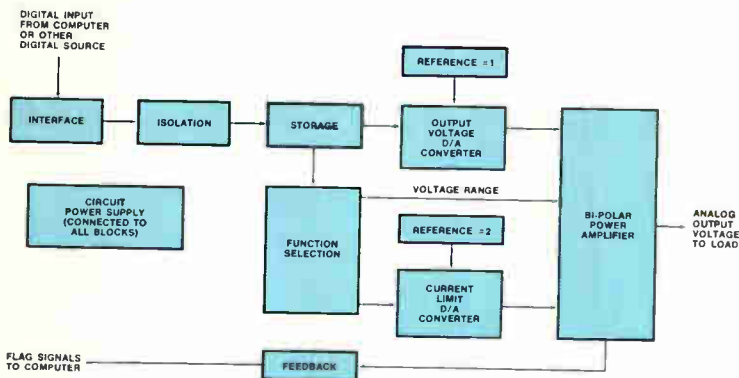 DIGITAL INPUT
FROM COMPUTER
OR OTHER
DIGITAL SOURCE
REFERENCE =1
INTERFACE
ISOLATION
STORAGE
OUTPUT
VOLTAGE
D/A
CONVERTER
CIRCUIT
POWER SUPPLY
(CONNECTED TO
ALL BLOCKS)
FUNCTION
SELECTION
VOLTAGE RANGE
REFERENCE =2
CURRENT
LIMIT
D/A
CONVERTER
BI-POLAR
POWER
AMPLIFIER
ANALOG
OUTPUT
VOLTAGE
TO LOAD
FLAG SIGNALS
TO COMPUTER
FEEDBACK